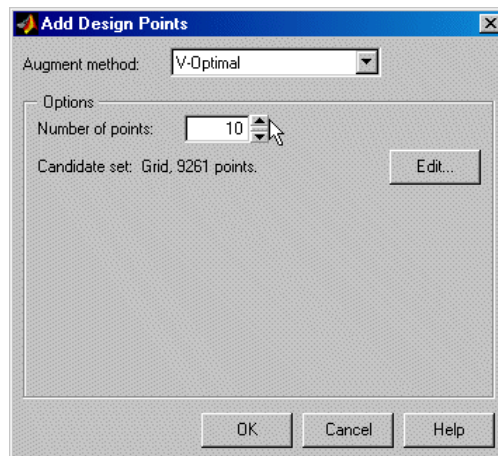 Add Design Points
Augment method: V-Optimal
Options
Number of points: 10
Candidate set: Grid, 9261 points.
Edit...
OK Cancel Help